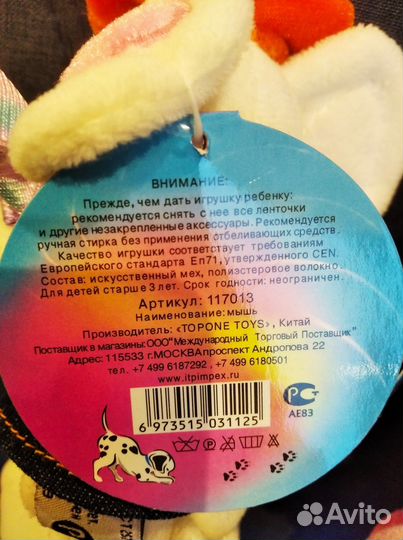 ВНИМАНИЕ:
Прежде, чем дать игрушку ребенку:
рекомендуется снять с нее все ленточки
и другие незакрепленные аксессуары. Рекомендуется
ручная стирка без применения отбеливающих средств.
Качество игрушки соответствует требованиям
Европейского стандарта En71,утвержденного CEN.
Состав: искусственный мех, полиэстеровое волокно.
Для детей старше 3 лет. Срок годности: неограничен.
Артикул: 117013
Наименование: мышь
Производитель: «TOPONE TOYS», Китай
Поставщик в магазины:ООО"Международный Торговый Поставщик"
Адрес: 115533 г.МОСКВАпроспект Андропова 22
тел. +7 499 6187292 ,+7 499 6180501
www.itpimpex.ru
6 973515 031125
РСТ
АЕ83
Avito